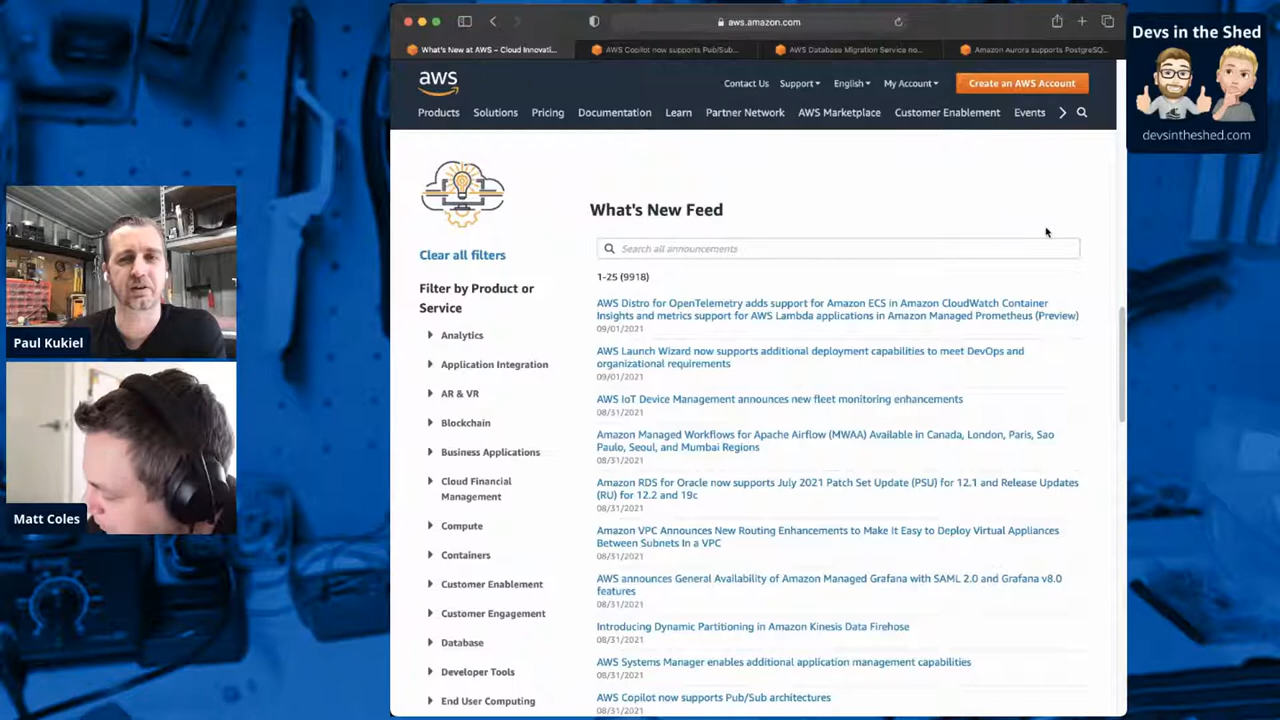 aws.amazon.com
What's New at AWS – Cloud Innovati...
AWS Copilot now supports Pub/Sub...
AWS Database Migration Service no...
Amazon Aurora supports PostgreSQ...
Devs in the Shed
devsintheshed.com
aws
Contact Us
Support
English
My Account
Create an AWS Account
Products
Solutions
Pricing
Documentation
Learn
Partner Network
AWS Marketplace
Customer Enablement
Events
Clear all filters
Filter by Product or
Service
Analytics
Application Integration
AR & VR
Blockchain
Business Applications
Cloud Financial
Management
Compute
Containers
Customer Enablement
Customer Engagement
Database
Developer Tools
End User Computing
What's New Feed
Search all announcements
1-25 (9918)
AWS Distro for OpenTelemetry adds support for Amazon ECS in Amazon CloudWatch Container
Insights and metrics support for AWS Lambda applications in Amazon Managed Prometheus (Preview)
09/01/2021
AWS Launch Wizard now supports additional deployment capabilities to meet DevOps and
organizational requirements
09/01/2021
AWS IoT Device Management announces new fleet monitoring enhancements
08/31/2021
Amazon Managed Workflows for Apache Airflow (MWAA) Available in Canada, London, Paris, Sao
Paulo, Seoul, and Mumbai Regions
08/31/2021
Amazon RDS for Oracle now supports July 2021 Patch Set Update (PSU) for 12.1 and Release Updates
(RU) for 12.2 and 19c
08/31/2021
Amazon VPC Announces New Routing Enhancements to Make It Easy to Deploy Virtual Appliances
Between Subnets In a VPC
08/31/2021
AWS announces General Availability of Amazon Managed Grafana with SAML 2.0 and Grafana v8.0
features
08/31/2021
Introducing Dynamic Partitioning in Amazon Kinesis Data Firehose
08/31/2021
AWS Systems Manager enables additional application management capabilities
08/31/2021
AWS Copilot now supports Pub/Sub architectures
08/31/2021
Paul Kukiel
Matt Coles